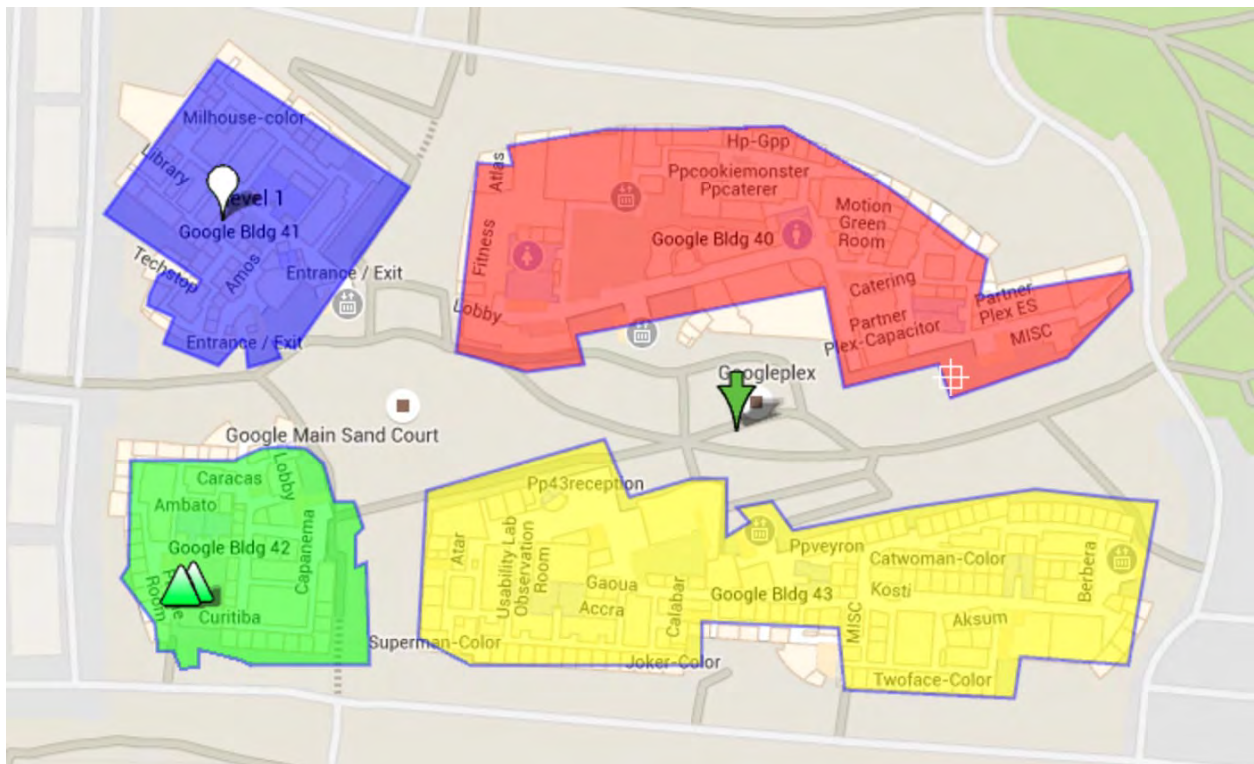 Milhouse-color
Library
evel 1
Google Bldg 41
Techstop
Amos
Entrance / Exit
Entrance / Exit
Atlas
Hp-Gpp
Ppcookiemonster
Ppcaterer
Motion
Green
Room
Fitness
Google Bldg 40
Lobby
Catering
Partner
Plex-Capacitor
Partner
Plex ES
MISC
Googleplex
Google Main Sand Court
Caracas
Lobby
Ambato
Capanema
Google Bldg 42
Room
Curitiba
Pp43reception
Atar
Usability Lab
Observation
Room
Gaoua
Accra
Calabar
Google Bldg 43
Ppveyron
Catwoman-Color
Kosti
Berbera
MISC
Aksum
Superman-Color
Joker-Color
Twoface-Color